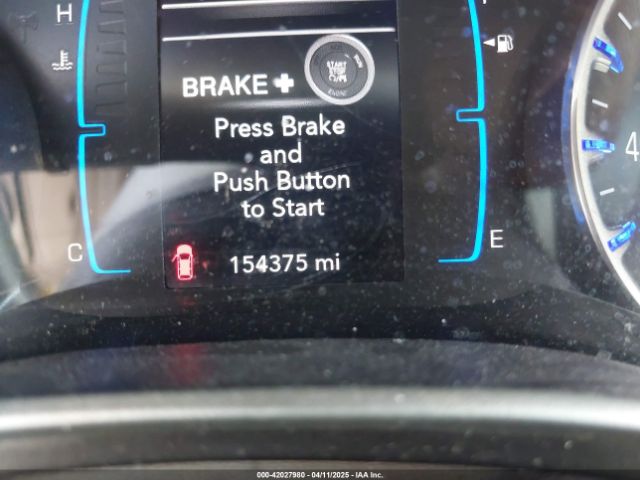 H
BRAKE +
START
STOP
ENGINE
Press Brake
and
Push Button
to Start
C
E
154375 mi
4
000-42027980 - 04/11/2025 - IAA Inc.